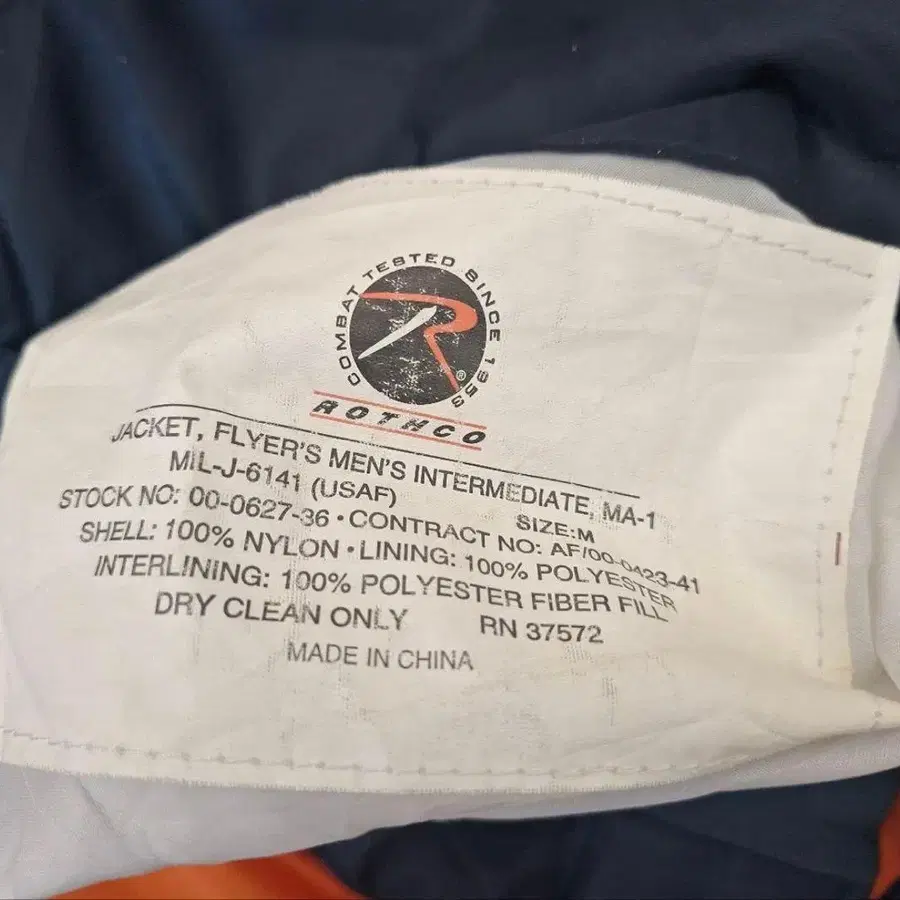 COMBAT TESTED SINCE 1953
R®
ROTHCO
JACKET, FLYER'S MEN'S INTERMEDIATE, MA-1
MIL-J-6141 (USAF) SIZE:M
STOCK NO: 00-0627-36 • CONTRACT NO: AF/00-0423-41
SHELL: 100% NYLON • LINING: 100% POLYESTER
INTERLINING: 100% POLYESTER FIBER FILL
DRY CLEAN ONLY RN 37572
MADE IN CHINA